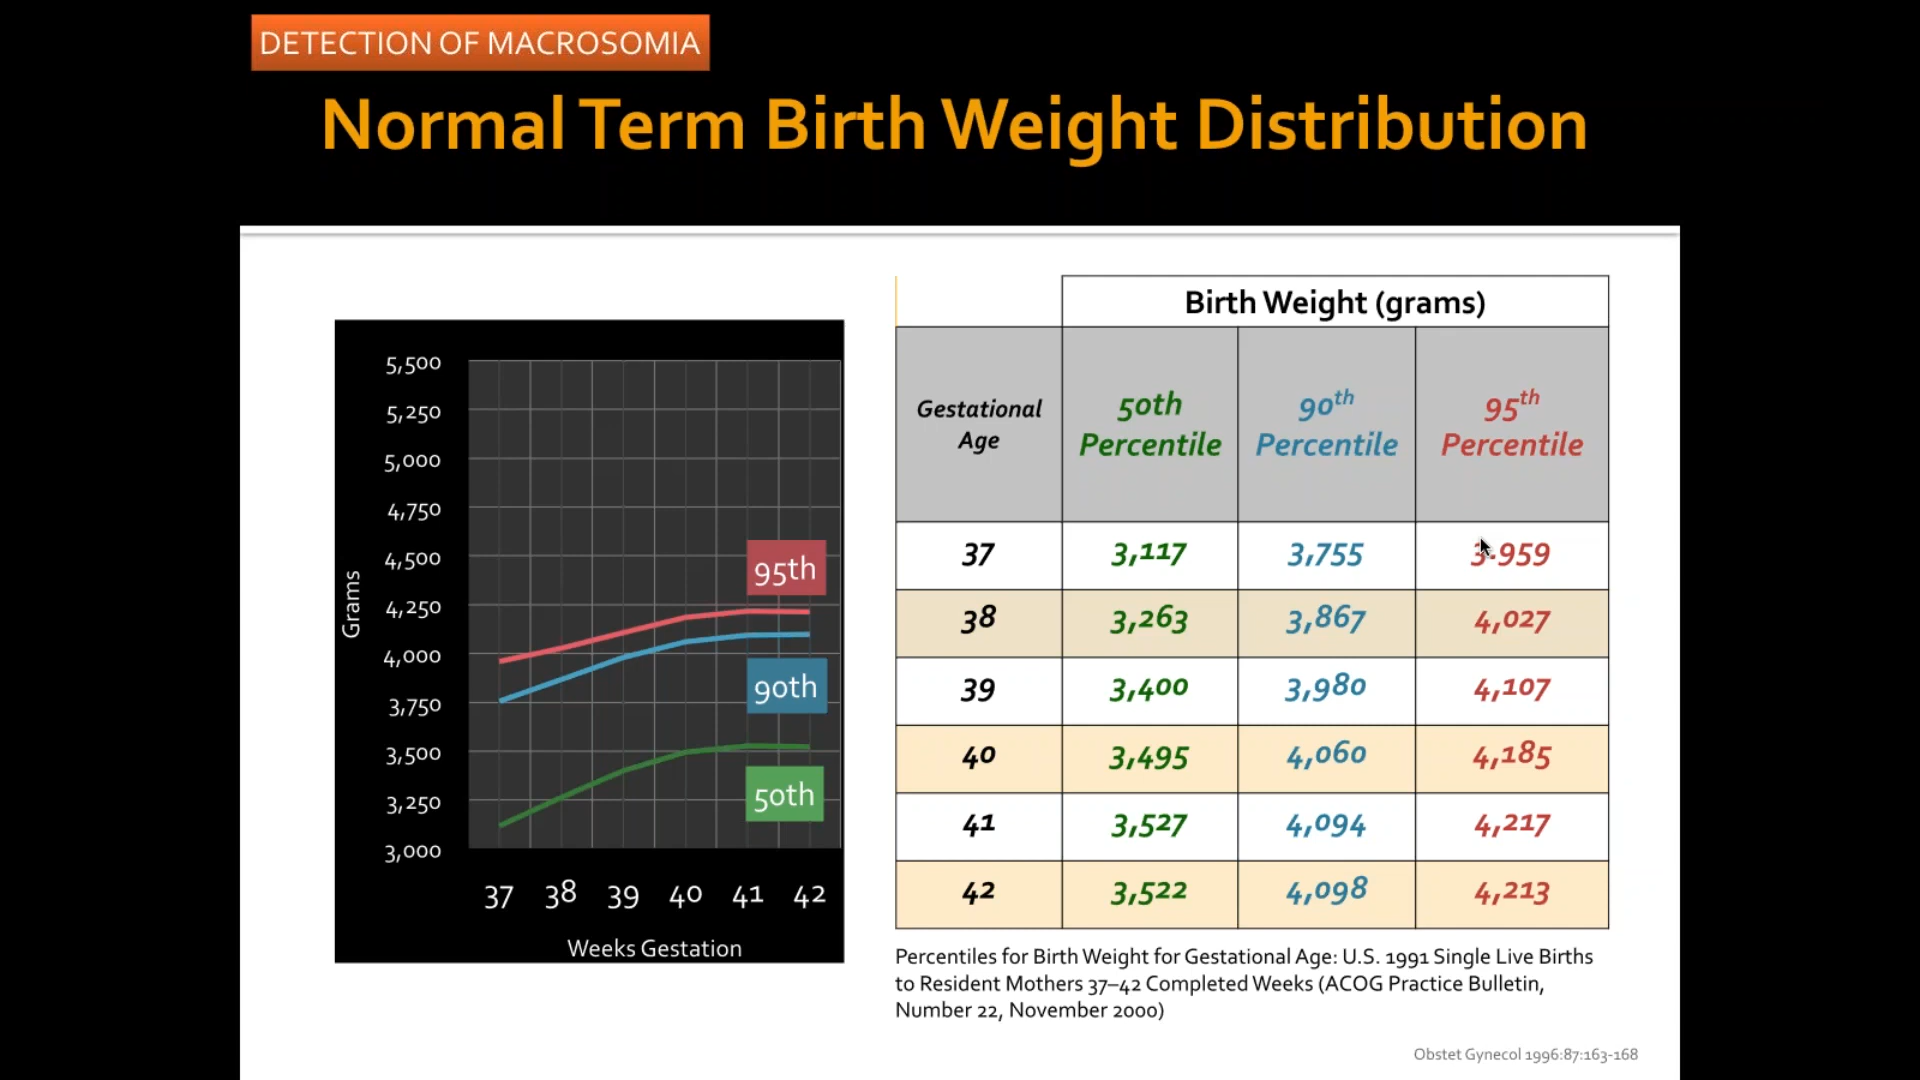 DETECTION OF MACROSOMIA
Normal Term Birth Weight Distribution
5,500
5,250
5,000
4,750
4,500
4,250
4,000
3,750
3,500
3,250
3,000
Grams
95th
90th
50th
37 38 39 40 41 42
Weeks Gestation
Birth Weight (grams)
Gestational Age
50th Percentile
90th Percentile
95th Percentile
37 3,117 3,755 3,959
38 3,263 3,867 4,027
39 3,400 3,980 4,107
40 3,495 4,060 4,185
41 3,527 4,094 4,217
42 3,522 4,098 4,213
Percentiles for Birth Weight for Gestational Age: U.S. 1991 Single Live Births
to Resident Mothers 37–42 Completed Weeks (ACOG Practice Bulletin,
Number 22, November 2000)
Obstet Gynecol 1996:87:163-168